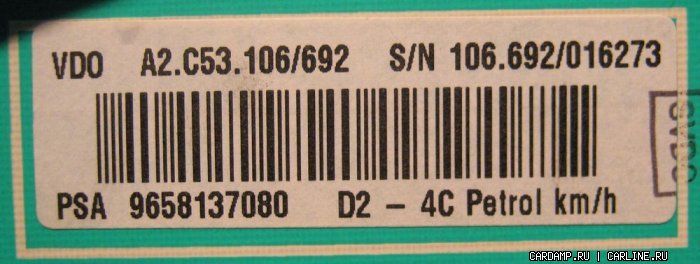 VDO A2.C53.106/692 S/N 106.692/016273
PSA 9658137080 D2 – 4C Petrol km/h
CARDAMP.RU | CARLINE.RU